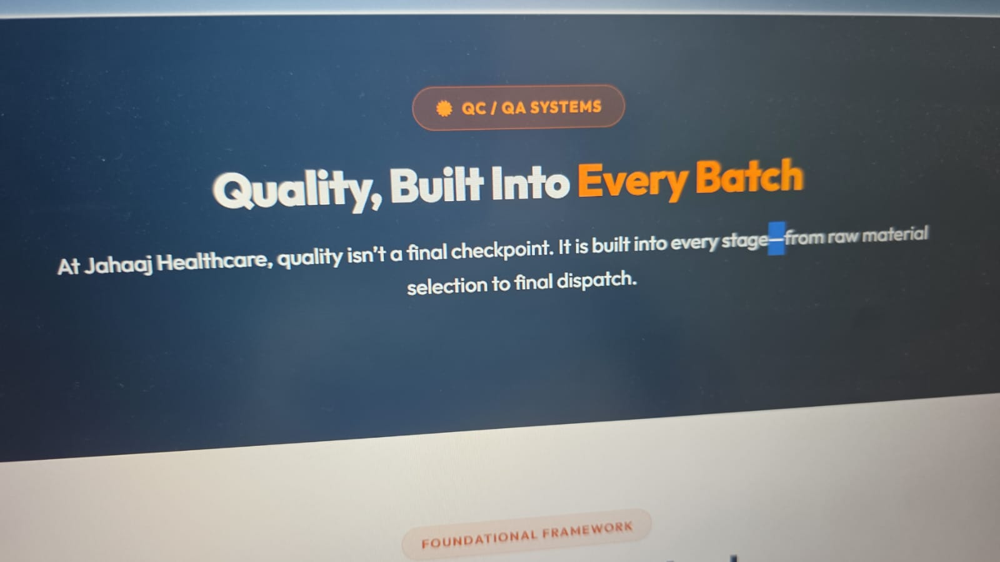 QC / QA SYSTEMS
Quality, Built Into Every Batch
At Jahaaj Healthcare, quality isn't a final checkpoint. It is built into every stage—from raw material
selection to final dispatch.
FOUNDATIONAL FRAMEWORK